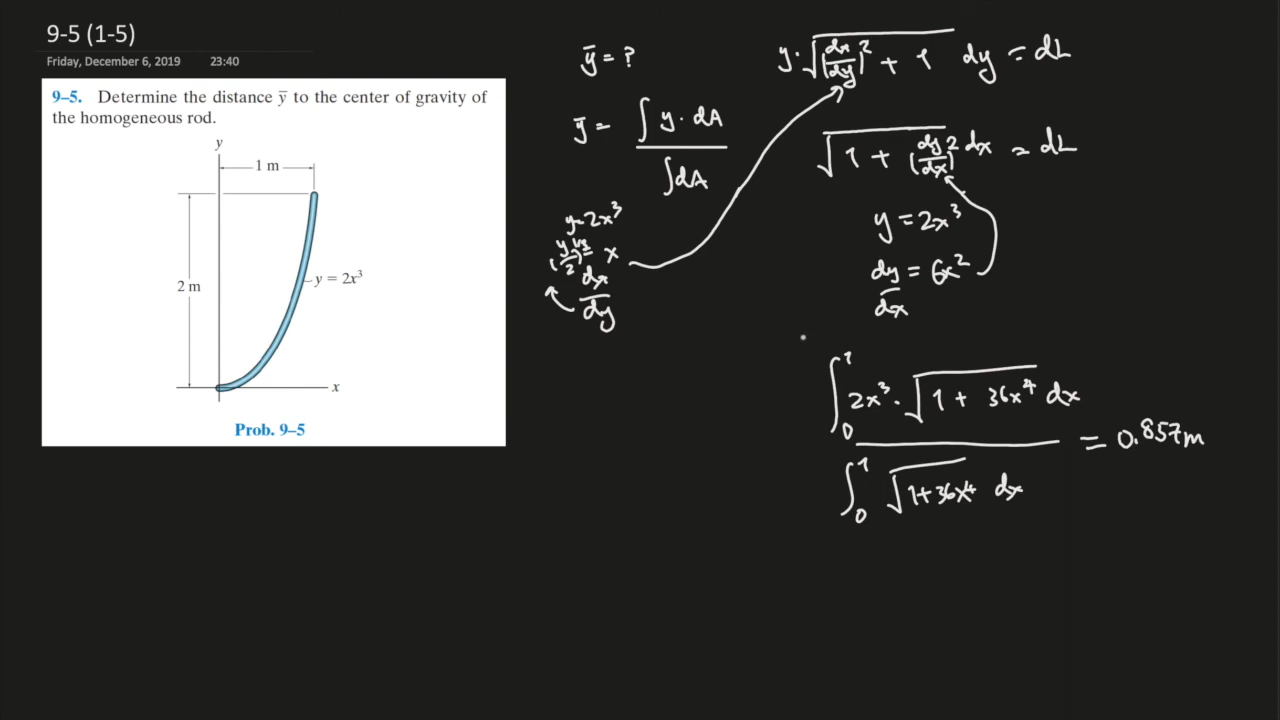 9-5 (1-5)
Friday, December 6, 2019 23:40
9–5. Determine the distance ȳ to the center of gravity of
the homogeneous rod.
y
1 m
2 m
y = 2x³
x
Prob. 9–5
ȳ = ?
ȳ = ∫ y · dA / ∫ dA
y = 2x³
(y/2)^(1/3) = x
dx/dy
y · √((dx/dy)² + 1) dy = dL
√(1 + (dy/dx)²) dx = dL
y = 2x³
dy/dx = 6x²
∫₀¹ 2x³ · √(1 + 36x⁴) dx / ∫₀¹ √(1 + 36x⁴) dx = 0.857 m